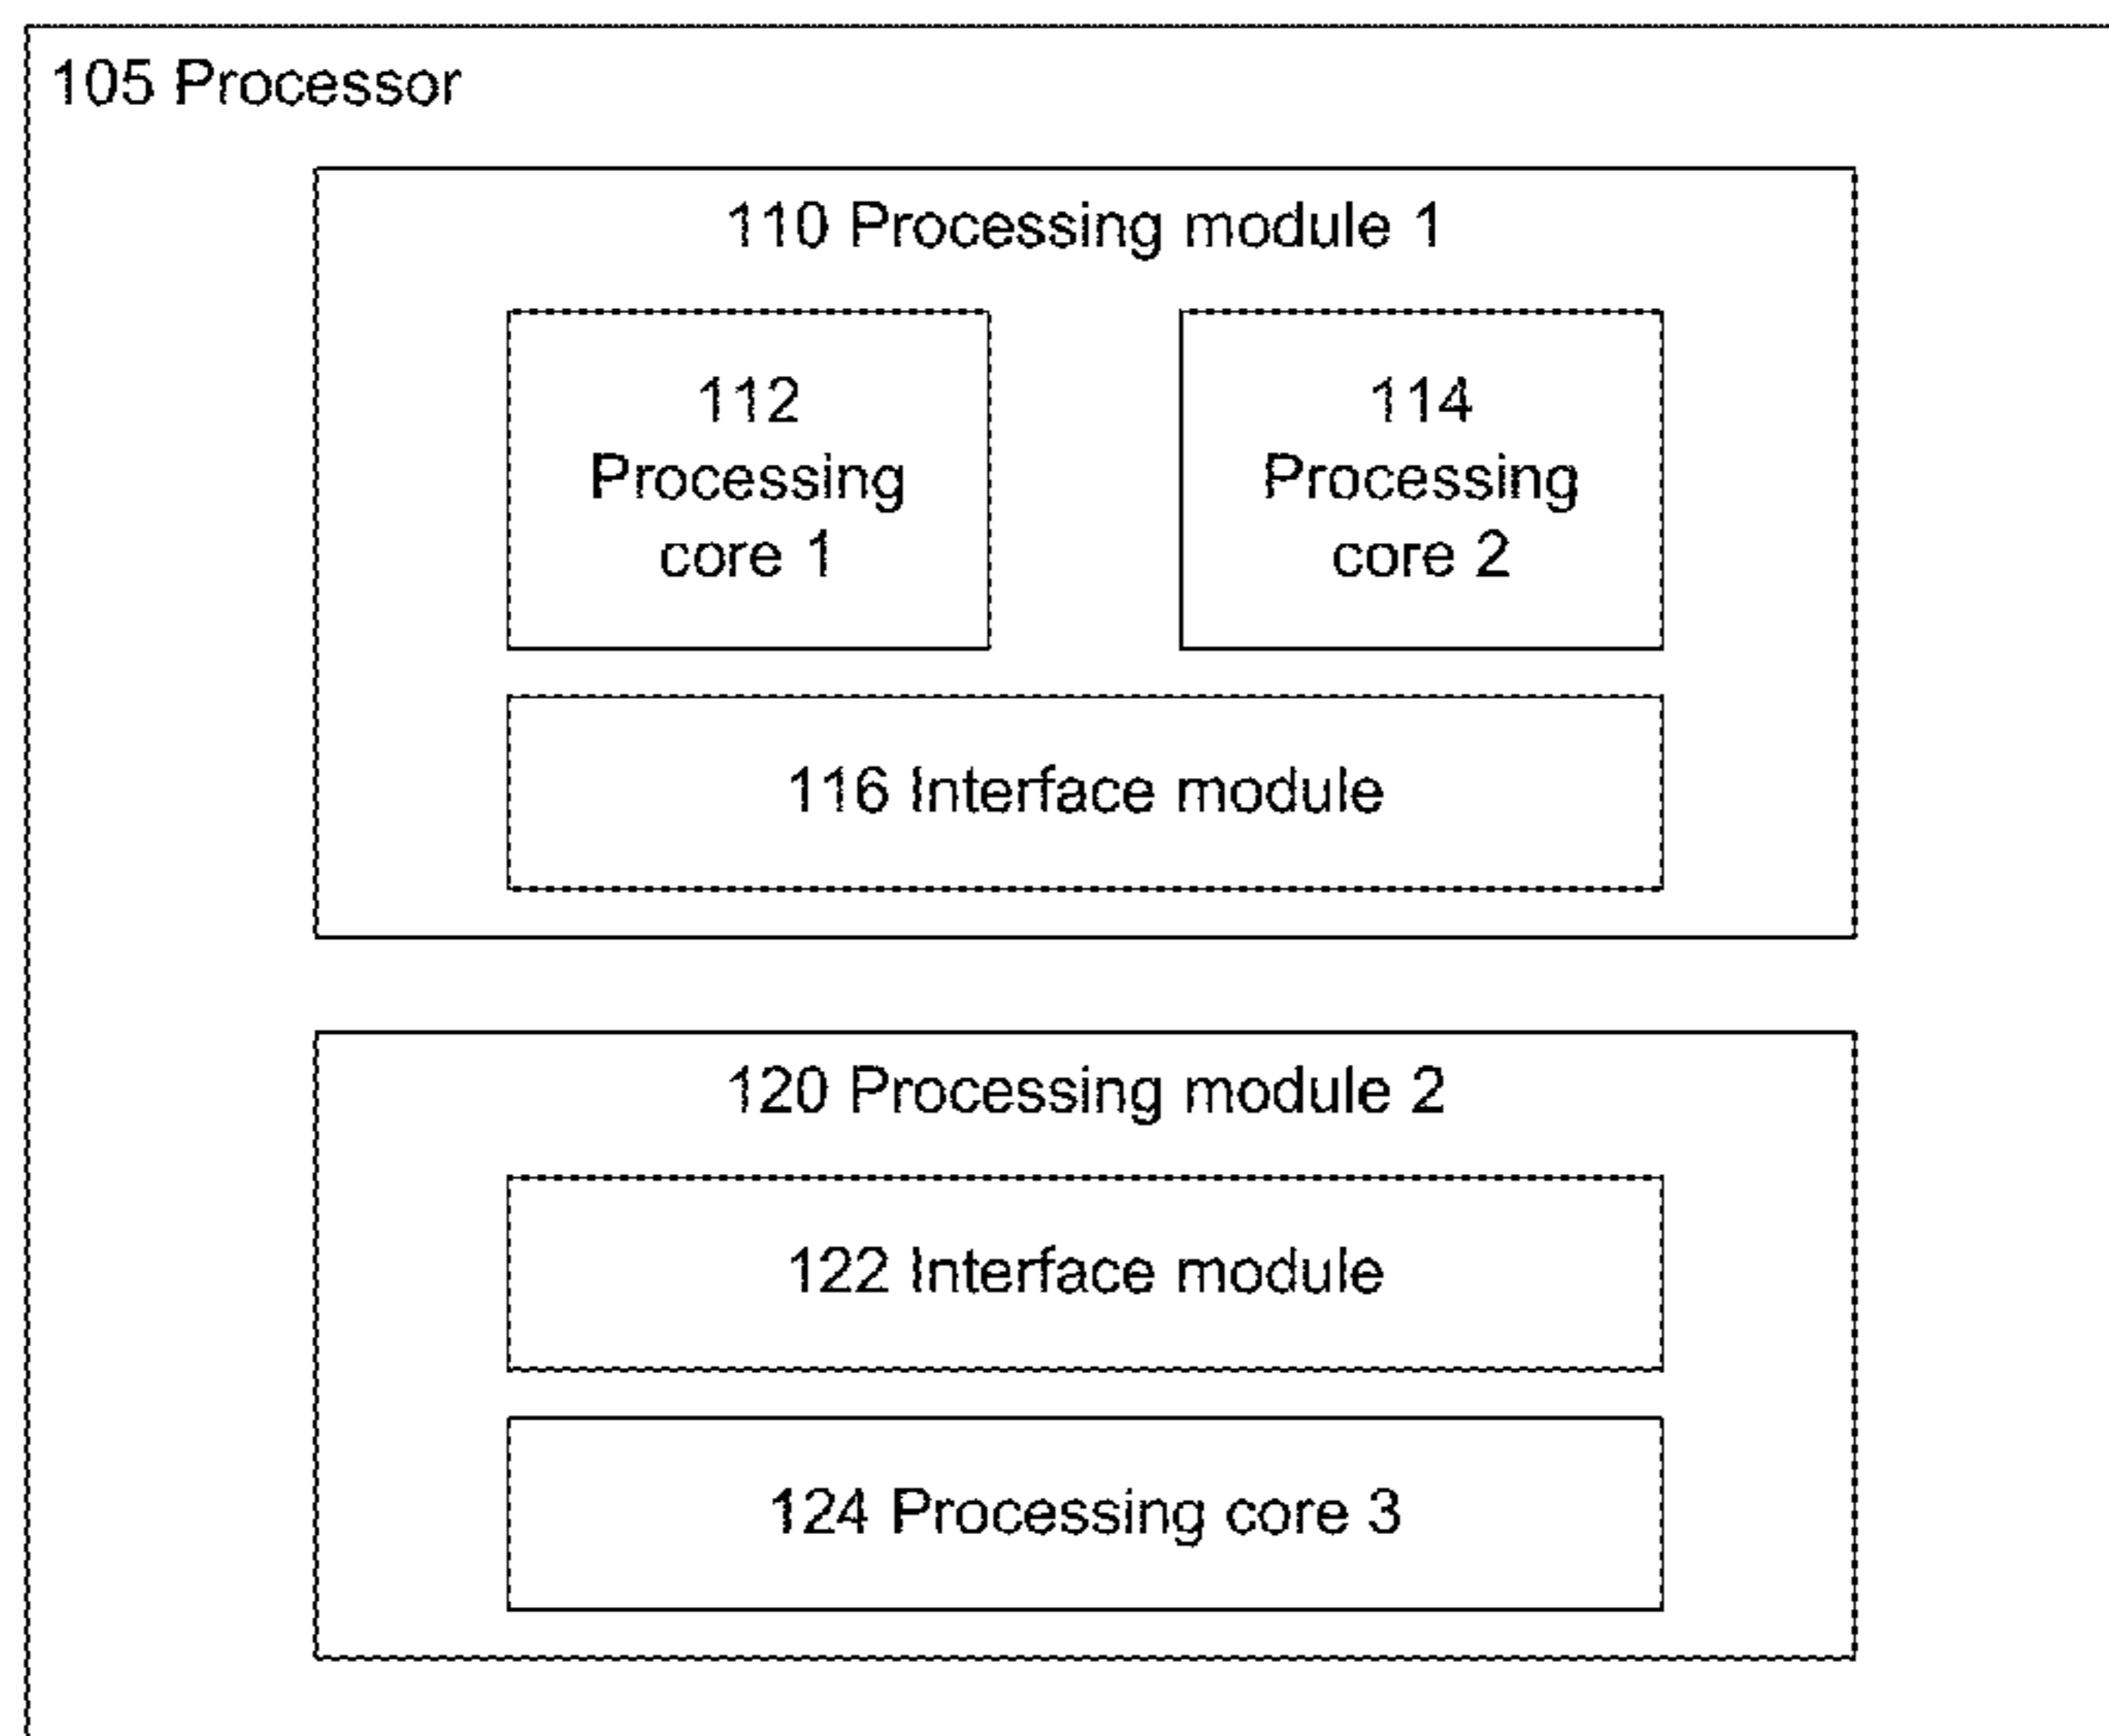 105 Processor
110 Processing module 1
112
Processing
core 1
114
Processing
core 2
116 Interface module
120 Processing module 2
122 Interface module
124 Processing core 3